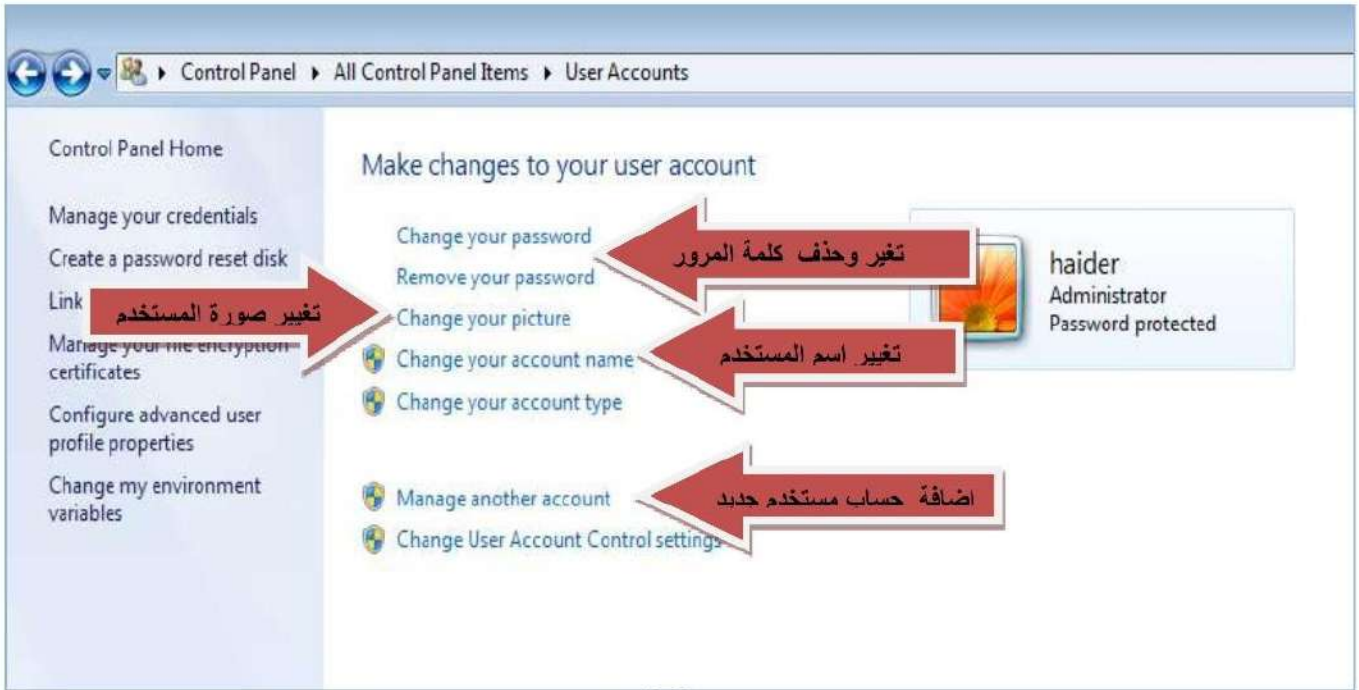 Control Panel ▸ All Control Panel Items ▸ User Accounts
Control Panel Home
Manage your credentials
Create a password reset disk
Link
Manage your file encryption
certificates
Configure advanced user
profile properties
Change my environment
variables
Make changes to your user account
Change your password
Remove your password
تغير وحذف كلمة المرور
Change your picture
تغيير صورة المستخدم
Change your account name
تغيير اسم المستخدم
Change your account type
Manage another account
اضافة حساب مستخدم جديد
Change User Account Control settings
haider
Administrator
Password protected